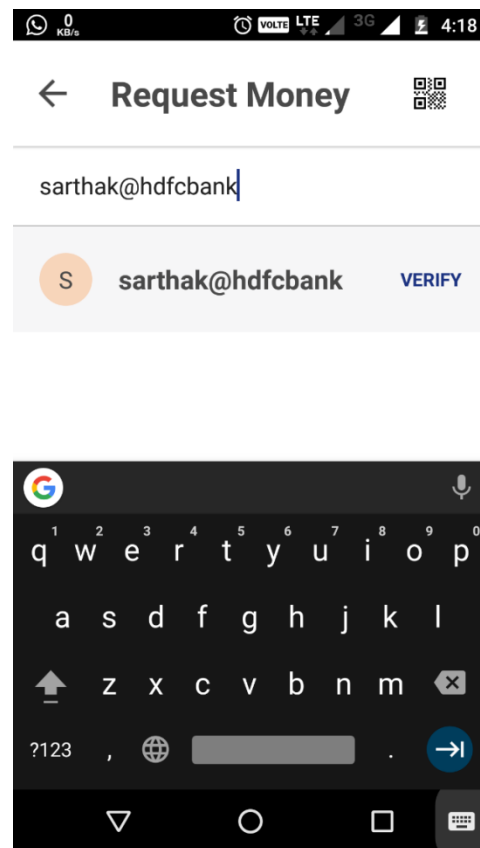 0 KB/s VOLTE LTE 3G 4:18
Request Money
sarthak@hdfcbank
S sarthak@hdfcbank VERIFY
G
1 2 3 4 5 6 7 8 9 0
q w e r t y u i o p
a s d f g h j k l
z x c v b n m
?123 , .